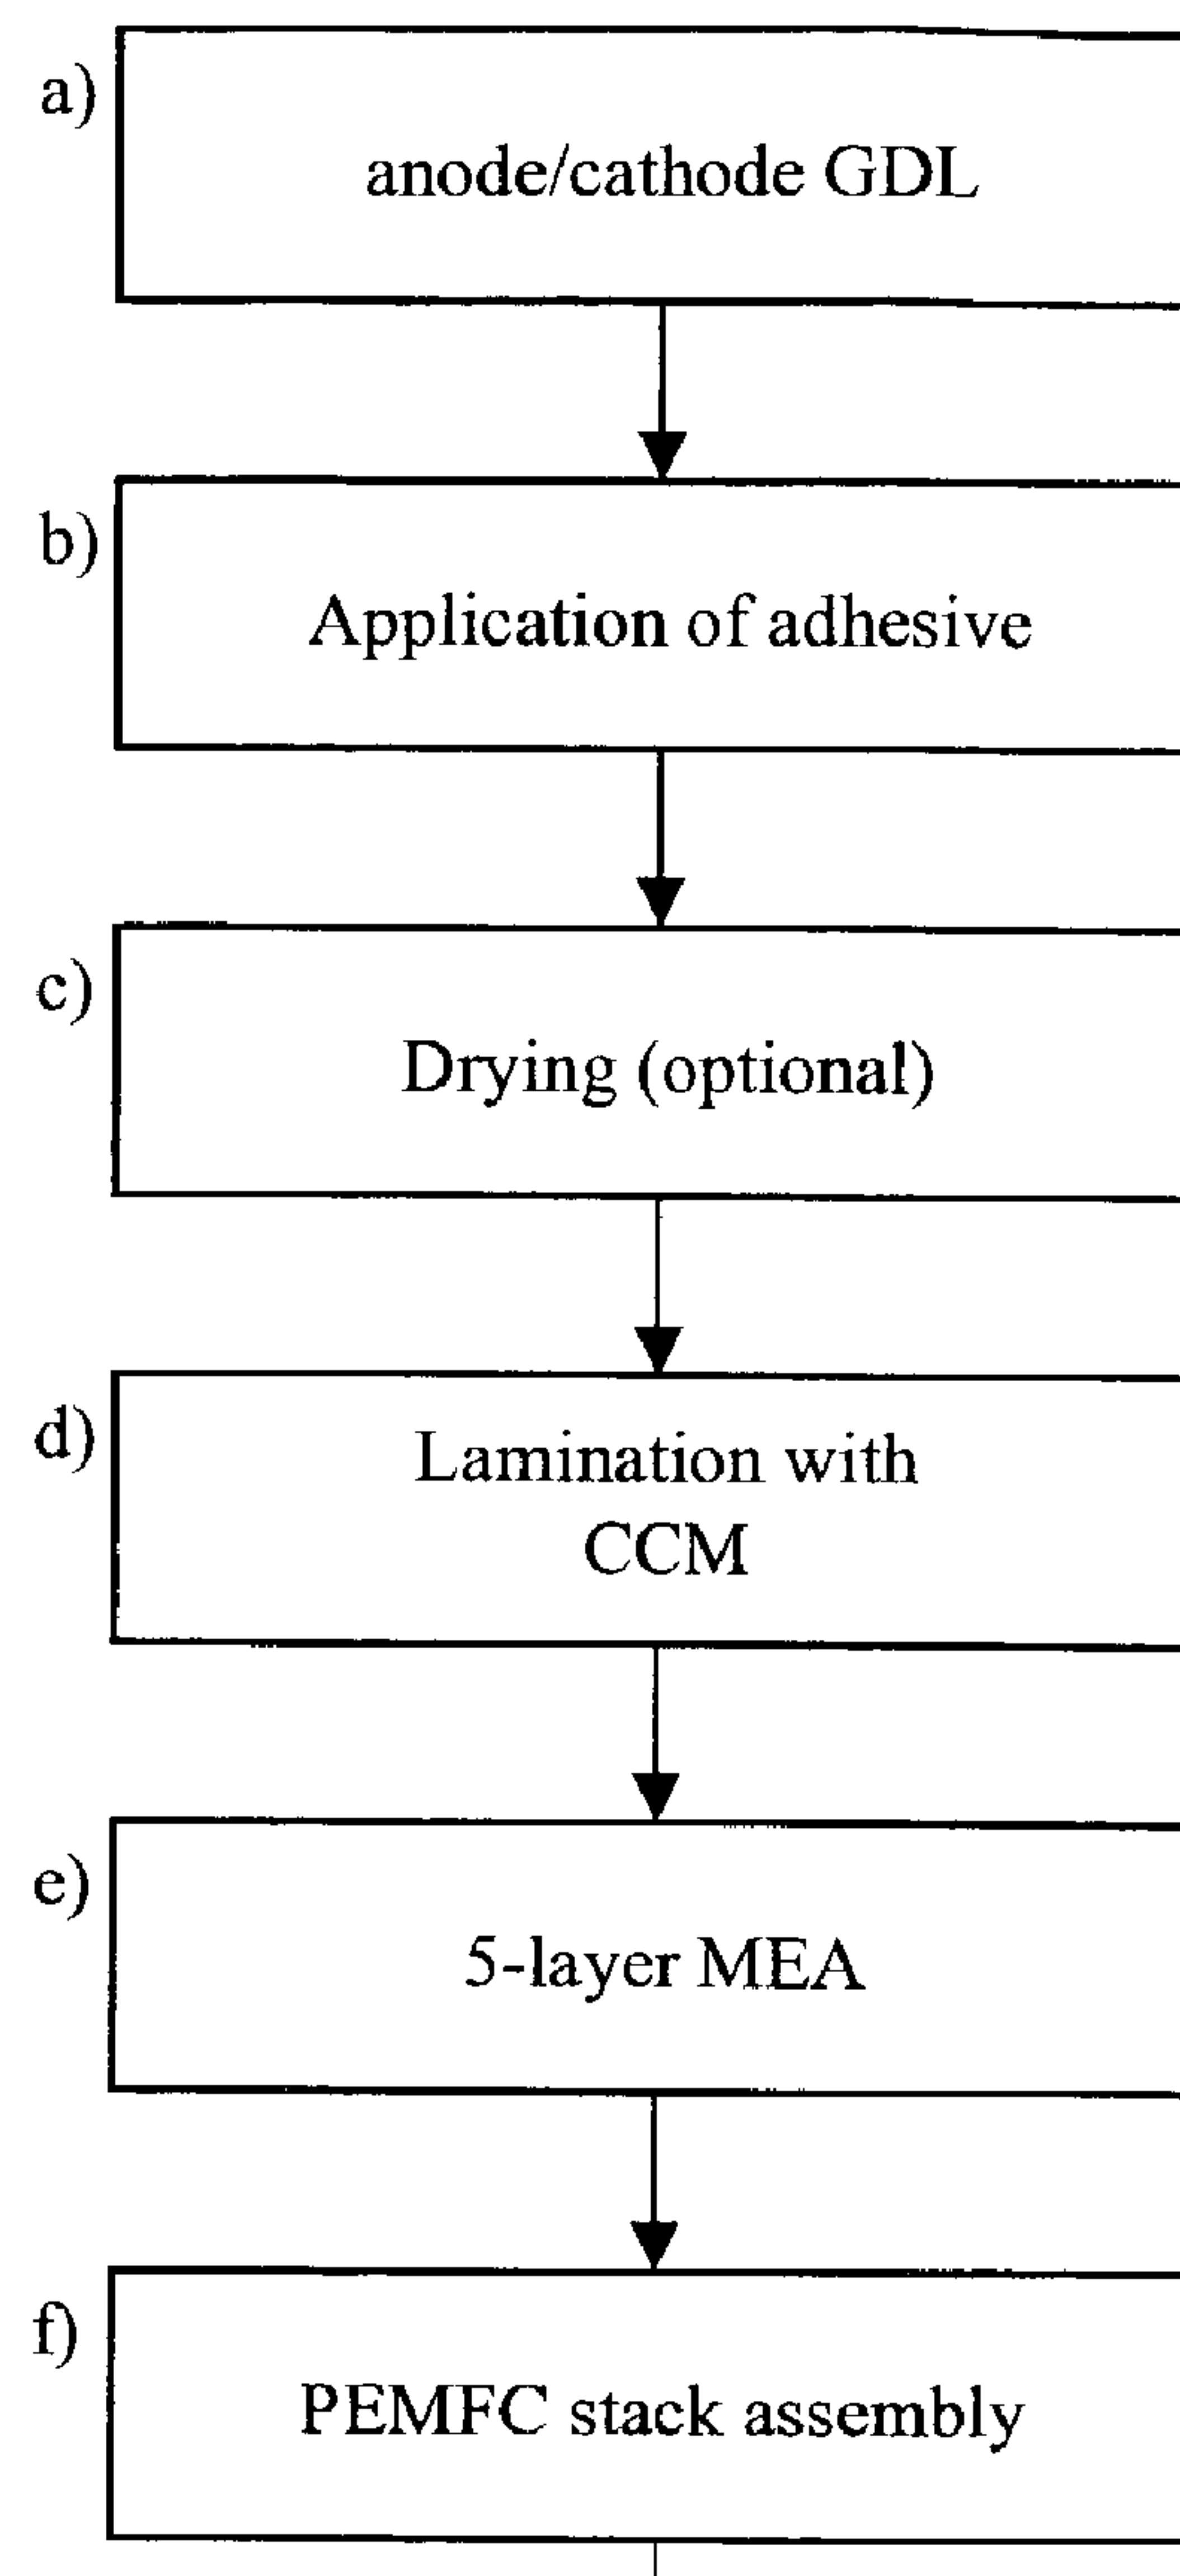 a)
anode/cathode GDL
b)
Application of adhesive
c)
Drying (optional)
d)
Lamination with
CCM
e)
5-layer MEA
f)
PEMFC stack assembly